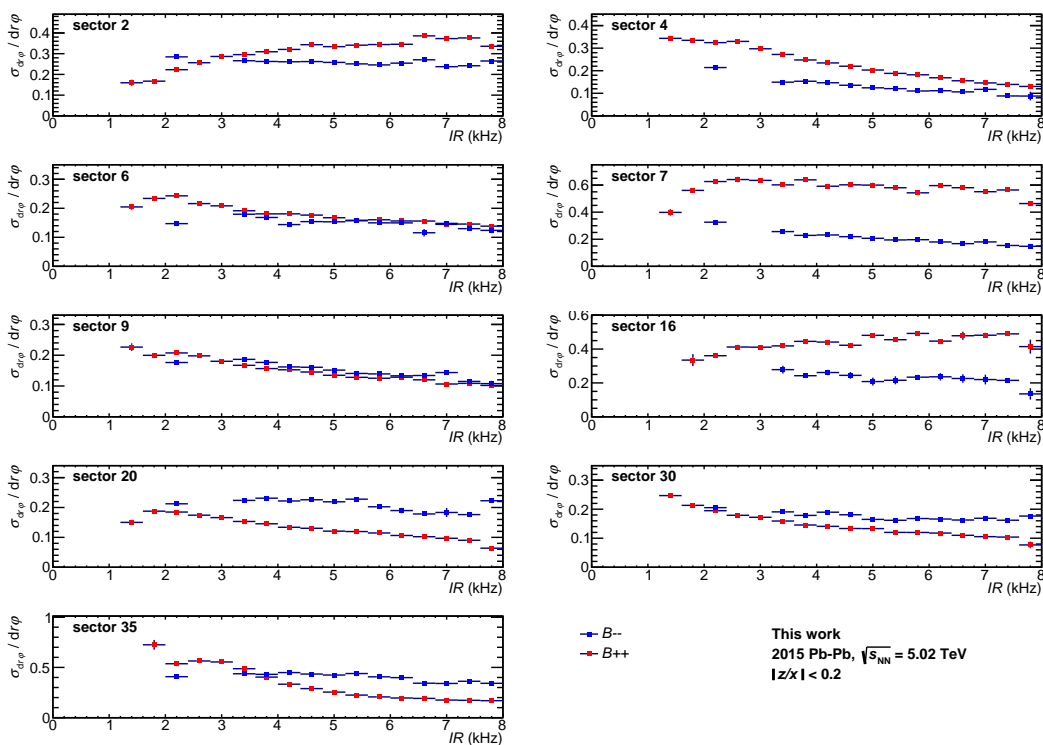 sector 2
σdrφ / drφ
0.4
0.3
0.2
0.1
0
0 1 2 3 4 5 6 7 8
IR (kHz)
sector 4
σdrφ / drφ
0.4
0.3
0.2
0.1
0
0 1 2 3 4 5 6 7 8
IR (kHz)
sector 6
σdrφ / drφ
0.3
0.2
0.1
0
0 1 2 3 4 5 6 7 8
IR (kHz)
sector 7
σdrφ / drφ
0.6
0.4
0.2
0
0 1 2 3 4 5 6 7 8
IR (kHz)
sector 9
σdrφ / drφ
0.3
0.2
0.1
0
0 1 2 3 4 5 6 7 8
IR (kHz)
sector 16
σdrφ / drφ
0.6
0.4
0.2
0
0 1 2 3 4 5 6 7 8
IR (kHz)
sector 20
σdrφ / drφ
0.3
0.2
0.1
0
0 1 2 3 4 5 6 7 8
IR (kHz)
sector 30
σdrφ / drφ
0.3
0.2
0.1
0
0 1 2 3 4 5 6 7 8
IR (kHz)
sector 35
σdrφ / drφ
1
0.5
0
0 1 2 3 4 5 6 7 8
IR (kHz)
B--
B++
This work
2015 Pb-Pb, √sNN = 5.02 TeV
|z/x| < 0.2